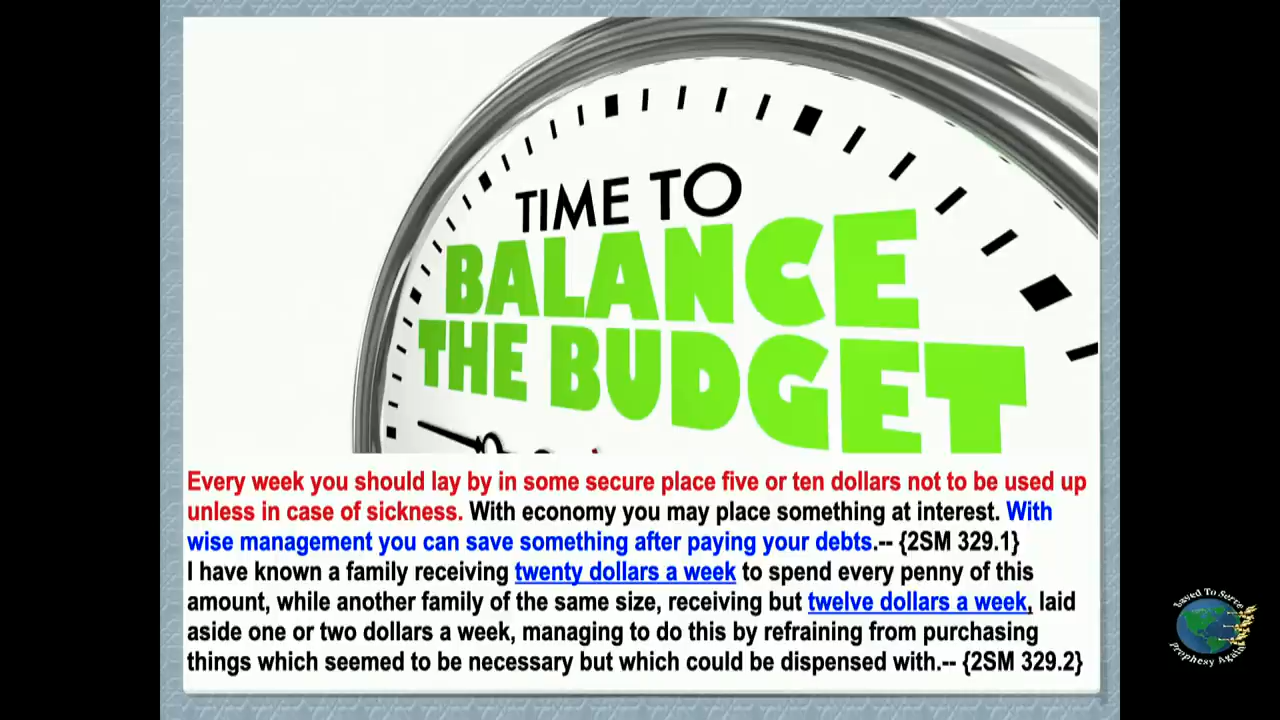 TIME TO
BALANCE
THE BUDGET
Every week you should lay by in some secure place five or ten dollars not to be used up
unless in case of sickness. With economy you may place something at interest. With
wise management you can save something after paying your debts.-- {2SM 329.1}
I have known a family receiving twenty dollars a week to spend every penny of this
amount, while another family of the same size, receiving but twelve dollars a week, laid
aside one or two dollars a week, managing to do this by refraining from purchasing
things which seemed to be necessary but which could be dispensed with.-- {2SM 329.2}
To Serve
Prophesy Again